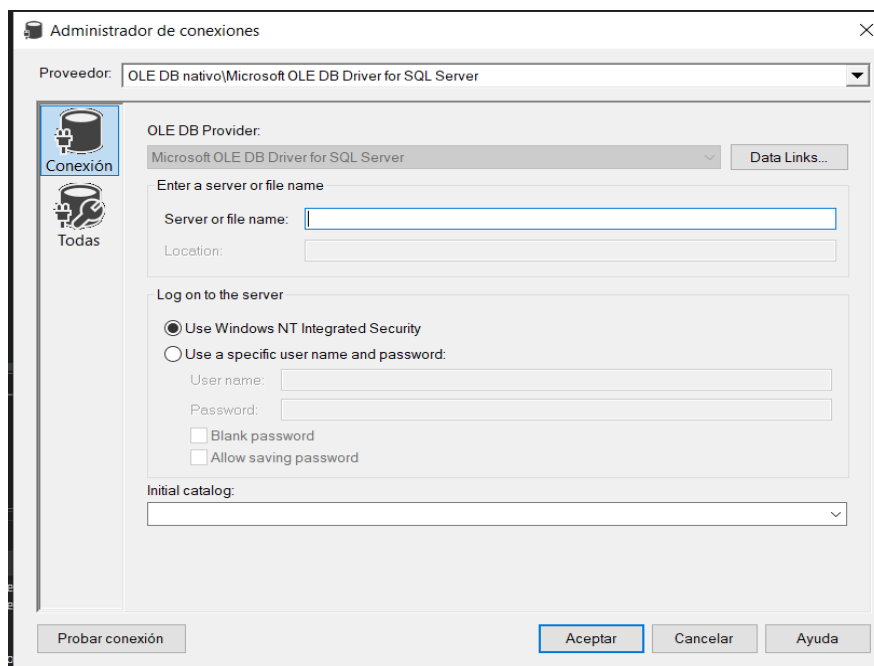 Administrador de conexiones
Proveedor: OLE DB nativo\Microsoft OLE DB Driver for SQL Server
Conexión
Todas
OLE DB Provider:
Microsoft OLE DB Driver for SQL Server Data Links...
Enter a server or file name
Server or file name:
Location:
Log on to the server
Use Windows NT Integrated Security
Use a specific user name and password:
User name:
Password:
Blank password
Allow saving password
Initial catalog:
Probar conexión Aceptar Cancelar Ayuda